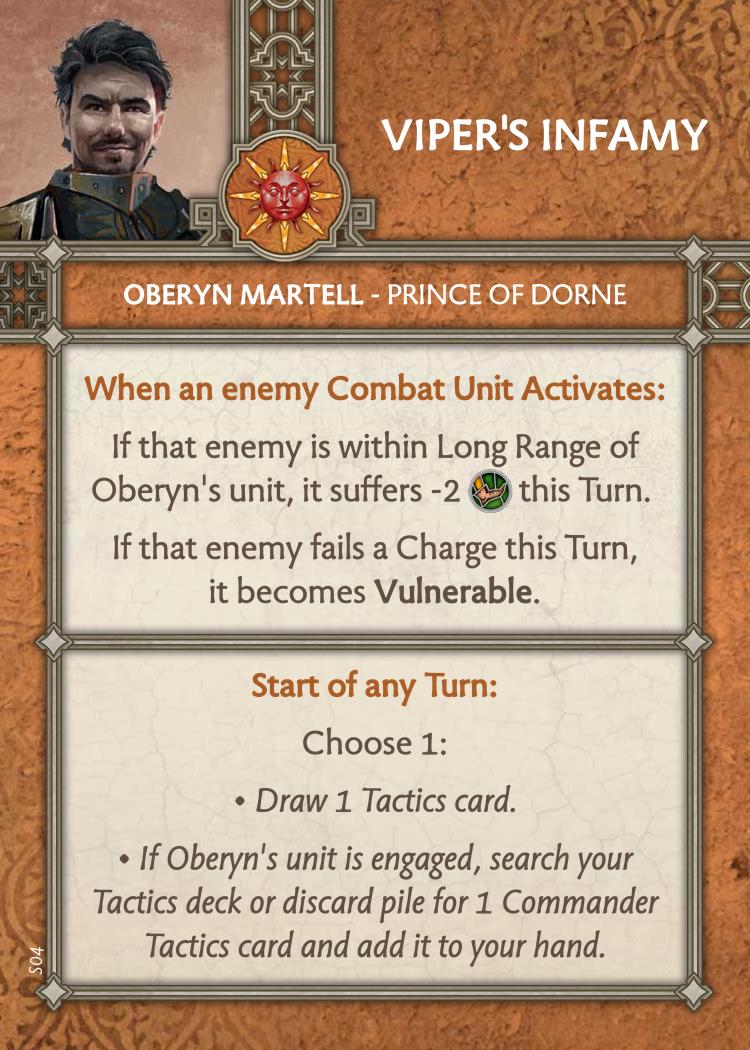 VIPER'S INFAMY
OBERYN MARTELL - PRINCE OF DORNE
When an enemy Combat Unit Activates:
If that enemy is within Long Range of
Oberyn's unit, it suffers -2 this Turn.
If that enemy fails a Charge this Turn,
it becomes Vulnerable.
Start of any Turn:
Choose 1:
• Draw 1 Tactics card.
• If Oberyn's unit is engaged, search your
Tactics deck or discard pile for 1 Commander
Tactics card and add it to your hand.
S04